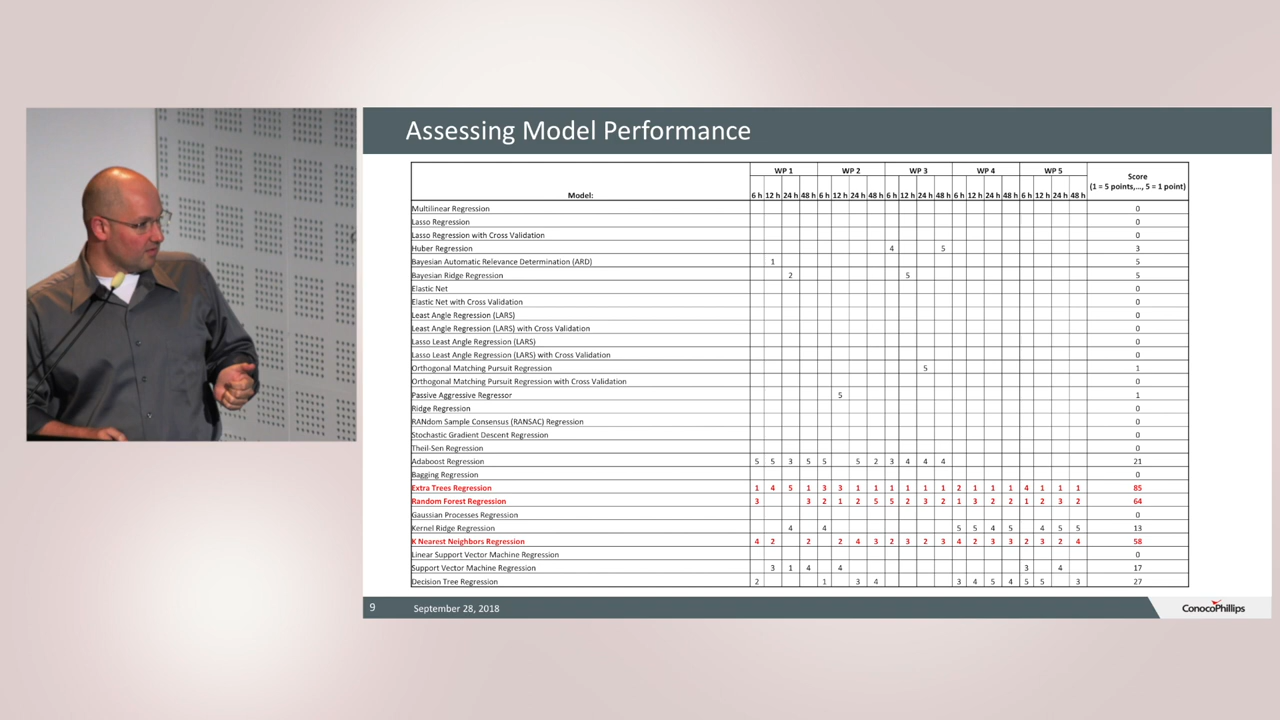 Assessing Model Performance
WP 1 WP 2 WP 3 WP 4 WP 5
Score
(1 = 5 points,..., 5 = 1 point)
Model: 6 h 12 h 24 h 48 h 6 h 12 h 24 h 48 h 6 h 12 h 24 h 48 h 6 h 12 h 24 h 48 h 6 h 12 h 24 h 48 h
Multilinear Regression 0
Lasso Regression 0
Lasso Regression with Cross Validation 0
Huber Regression 4 5 3
Bayesian Automatic Relevance Determination (ARD) 1 5
Bayesian Ridge Regression 2 5 5
Elastic Net 0
Elastic Net with Cross Validation 0
Least Angle Regression (LARS) 0
Least Angle Regression (LARS) with Cross Validation 0
Lasso Least Angle Regression (LARS) 0
Lasso Least Angle Regression (LARS) with Cross Validation 0
Orthogonal Matching Pursuit Regression 5 1
Orthogonal Matching Pursuit Regression with Cross Validation 0
Passive Aggressive Regressor 5 1
Ridge Regression 0
RANdom Sample Consensus (RANSAC) Regression 0
Stochastic Gradient Descent Regression 0
Theil-Sen Regression 0
Adaboost Regression 5 5 3 5 5 5 2 3 4 4 4 21
Bagging Regression 0
Extra Trees Regression 1 4 5 1 3 3 1 1 1 1 1 1 2 1 1 1 4 1 1 1 85
Random Forest Regression 3 3 2 1 2 5 5 2 3 2 1 3 2 2 1 2 3 2 64
Gaussian Processes Regression 0
Kernel Ridge Regression 4 4 5 5 4 5 4 5 5 13
K Nearest Neighbors Regression 4 2 2 2 4 3 2 3 2 3 4 2 3 3 2 3 2 4 58
Linear Support Vector Machine Regression 0
Support Vector Machine Regression 3 1 4 4 3 4 17
Decision Tree Regression 2 1 3 4 3 4 5 4 5 5 3 27
9 September 28, 2018 ConocoPhillips